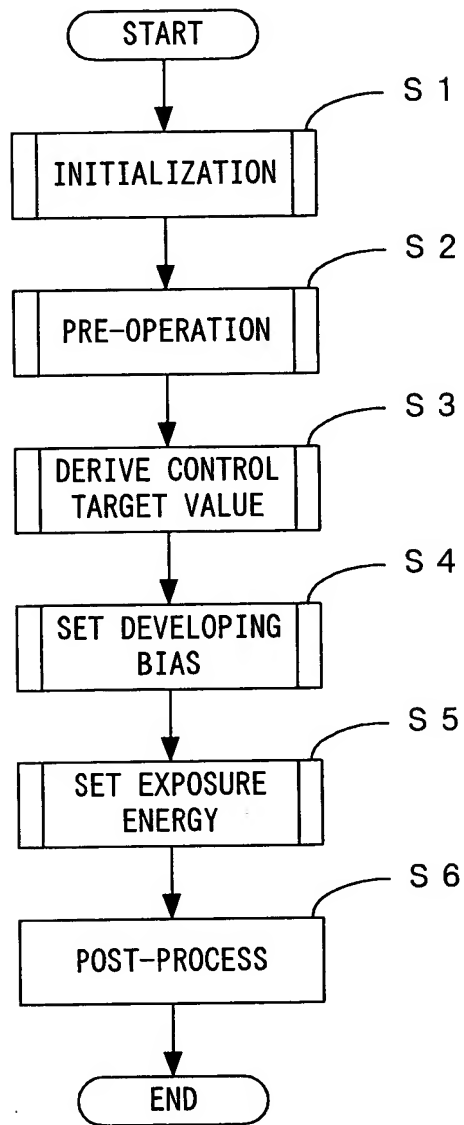 START
S 1
INITIALIZATION
S 2
PRE-OPERATION
S 3
DERIVE CONTROL
TARGET VALUE
S 4
SET DEVELOPING
BIAS
S 5
SET EXPOSURE
ENERGY
S 6
POST-PROCESS
END